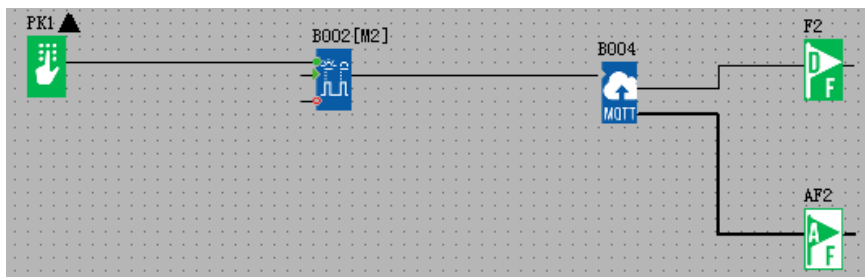 PK1
B002[M2]
B004
F2
D
F
MQTT
AF2
A
F